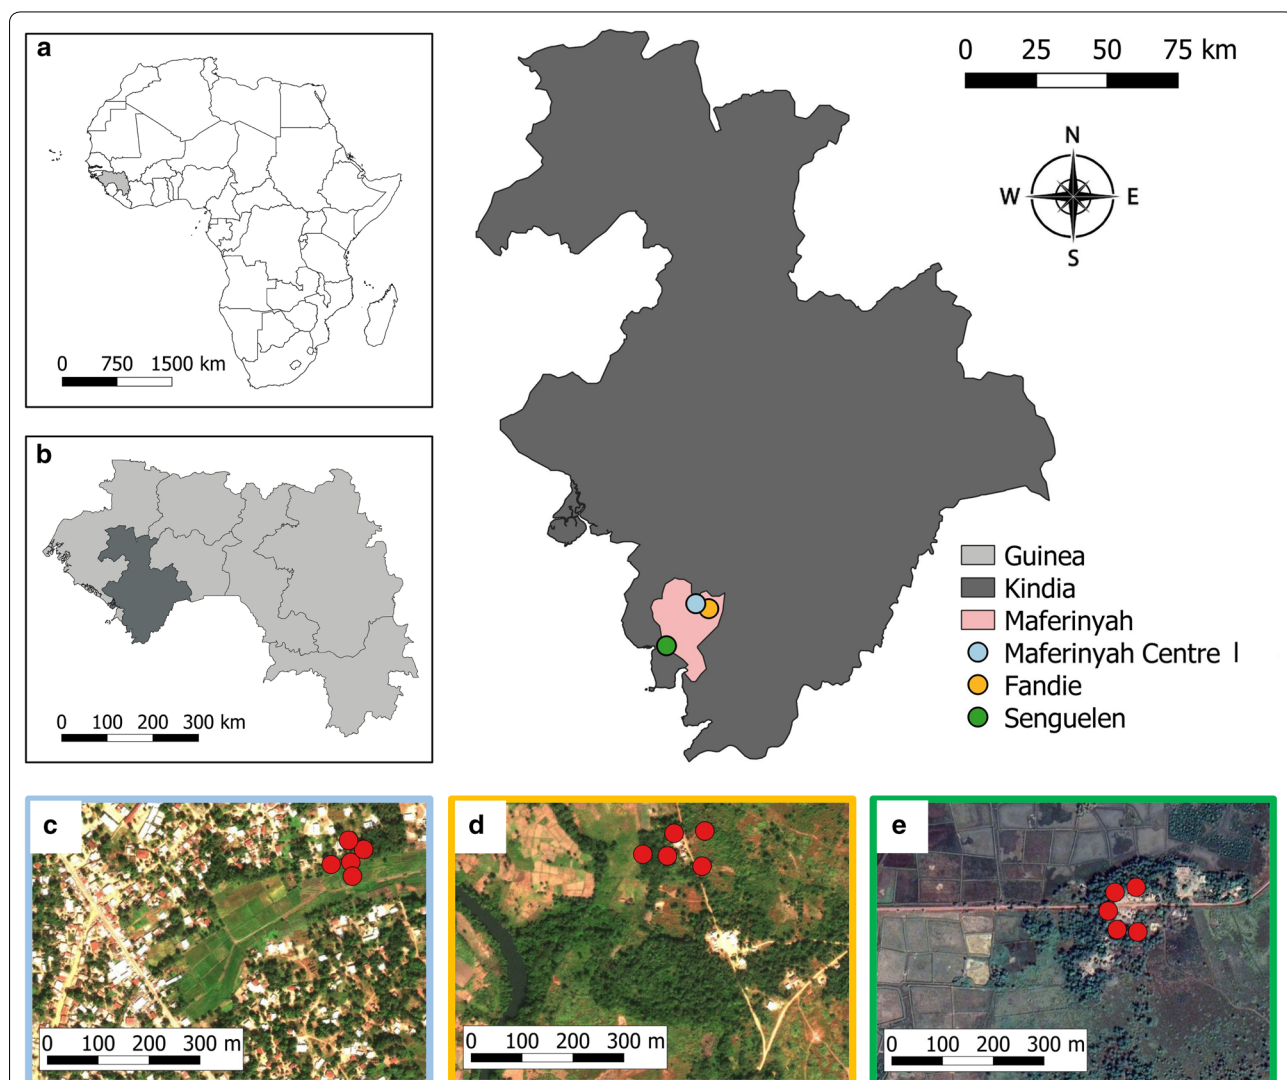 a
0 750 1500 km
b
0 100 200 300 km
0 25 50 75 km
N
W E
S
Guinea
Kindia
Maferinyah
Maferinyah Centre I
Fandie
Senguelen
c
0 100 200 300 m
d
0 100 200 300 m
e
0 100 200 300 m